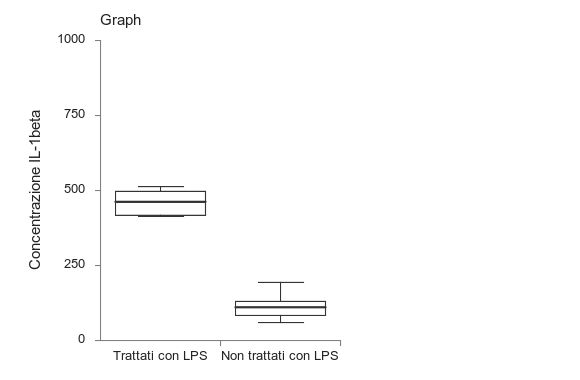 Graph
1000
750
500
250
0
Concentrazione IL-1beta
Trattati con LPS
Non trattati con LPS